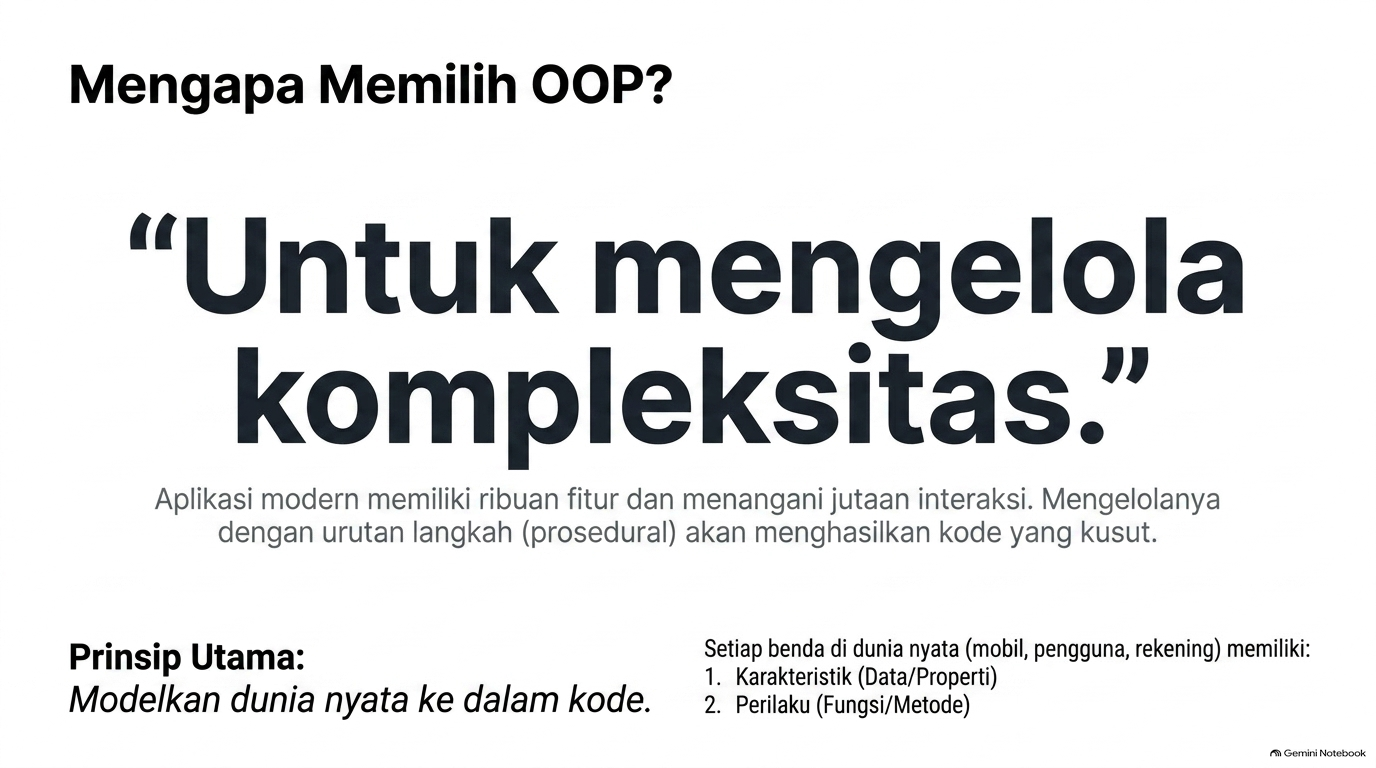 Mengapa Memilih OOP?
“Untuk mengelola
kompleksitas.”
Aplikasi modern memiliki ribuan fitur dan menangani jutaan interaksi. Mengelolanya
dengan urutan langkah (prosedural) akan menghasilkan kode yang kusut.
Prinsip Utama:
Modelkan dunia nyata ke dalam kode.
Setiap benda di dunia nyata (mobil, pengguna, rekening) memiliki:
1. Karakteristik (Data/Properti)
2. Perilaku (Fungsi/Metode)
Gemini Notebook